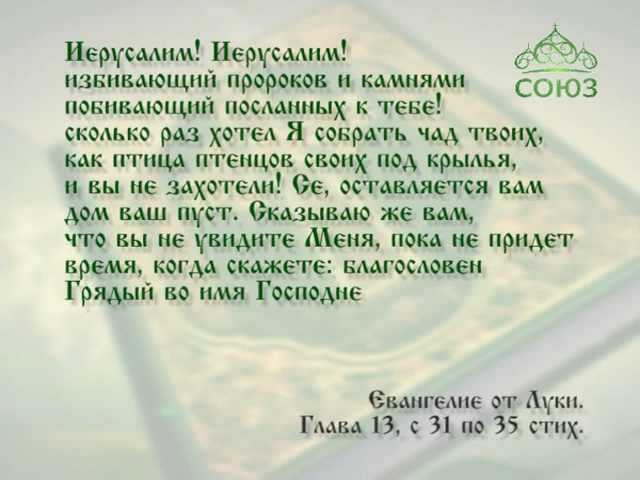 Иерусалим! Иерусалим!
избивающий пророков и камнями
побивающий посланных к тебе!
сколько раз хотел Я собрать чад твоих,
как птица птенцов своих под крылья,
и вы не захотели! Се, оставляется вам
дом ваш пуст. Сказываю же вам,
что вы не увидите Меня, пока не придет
время, когда скажете: благословен
Грядый во имя Господне
СОЮЗ
Евангелие от Луки.
Глава 13, с 31 по 35 стих.